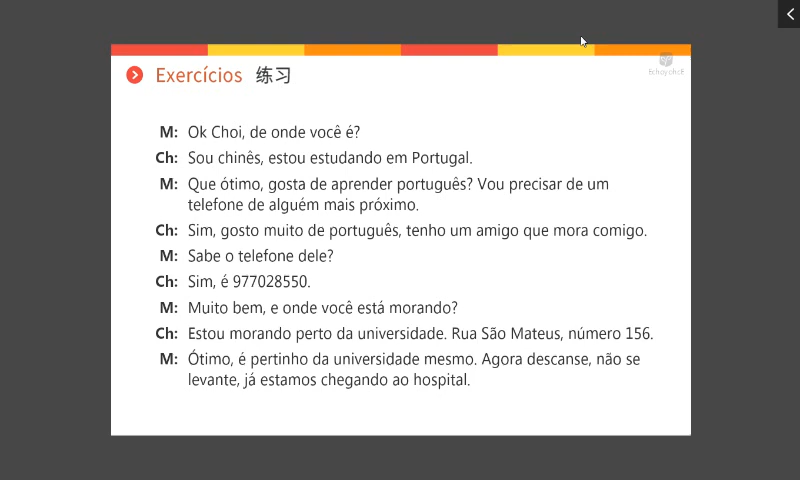 Exercícios 练习
M: Ok Choi, de onde você é?
Ch: Sou chinês, estou estudando em Portugal.
M: Que ótimo, gosta de aprender português? Vou precisar de um
telefone de alguém mais próximo.
Ch: Sim, gosto muito de português, tenho um amigo que mora comigo.
M: Sabe o telefone dele?
Ch: Sim, é 977028550.
M: Muito bem, e onde você está morando?
Ch: Estou morando perto da universidade. Rua São Mateus, número 156.
M: Ótimo, é pertinho da universidade mesmo. Agora descanse, não se
levante, já estamos chegando ao hospital.